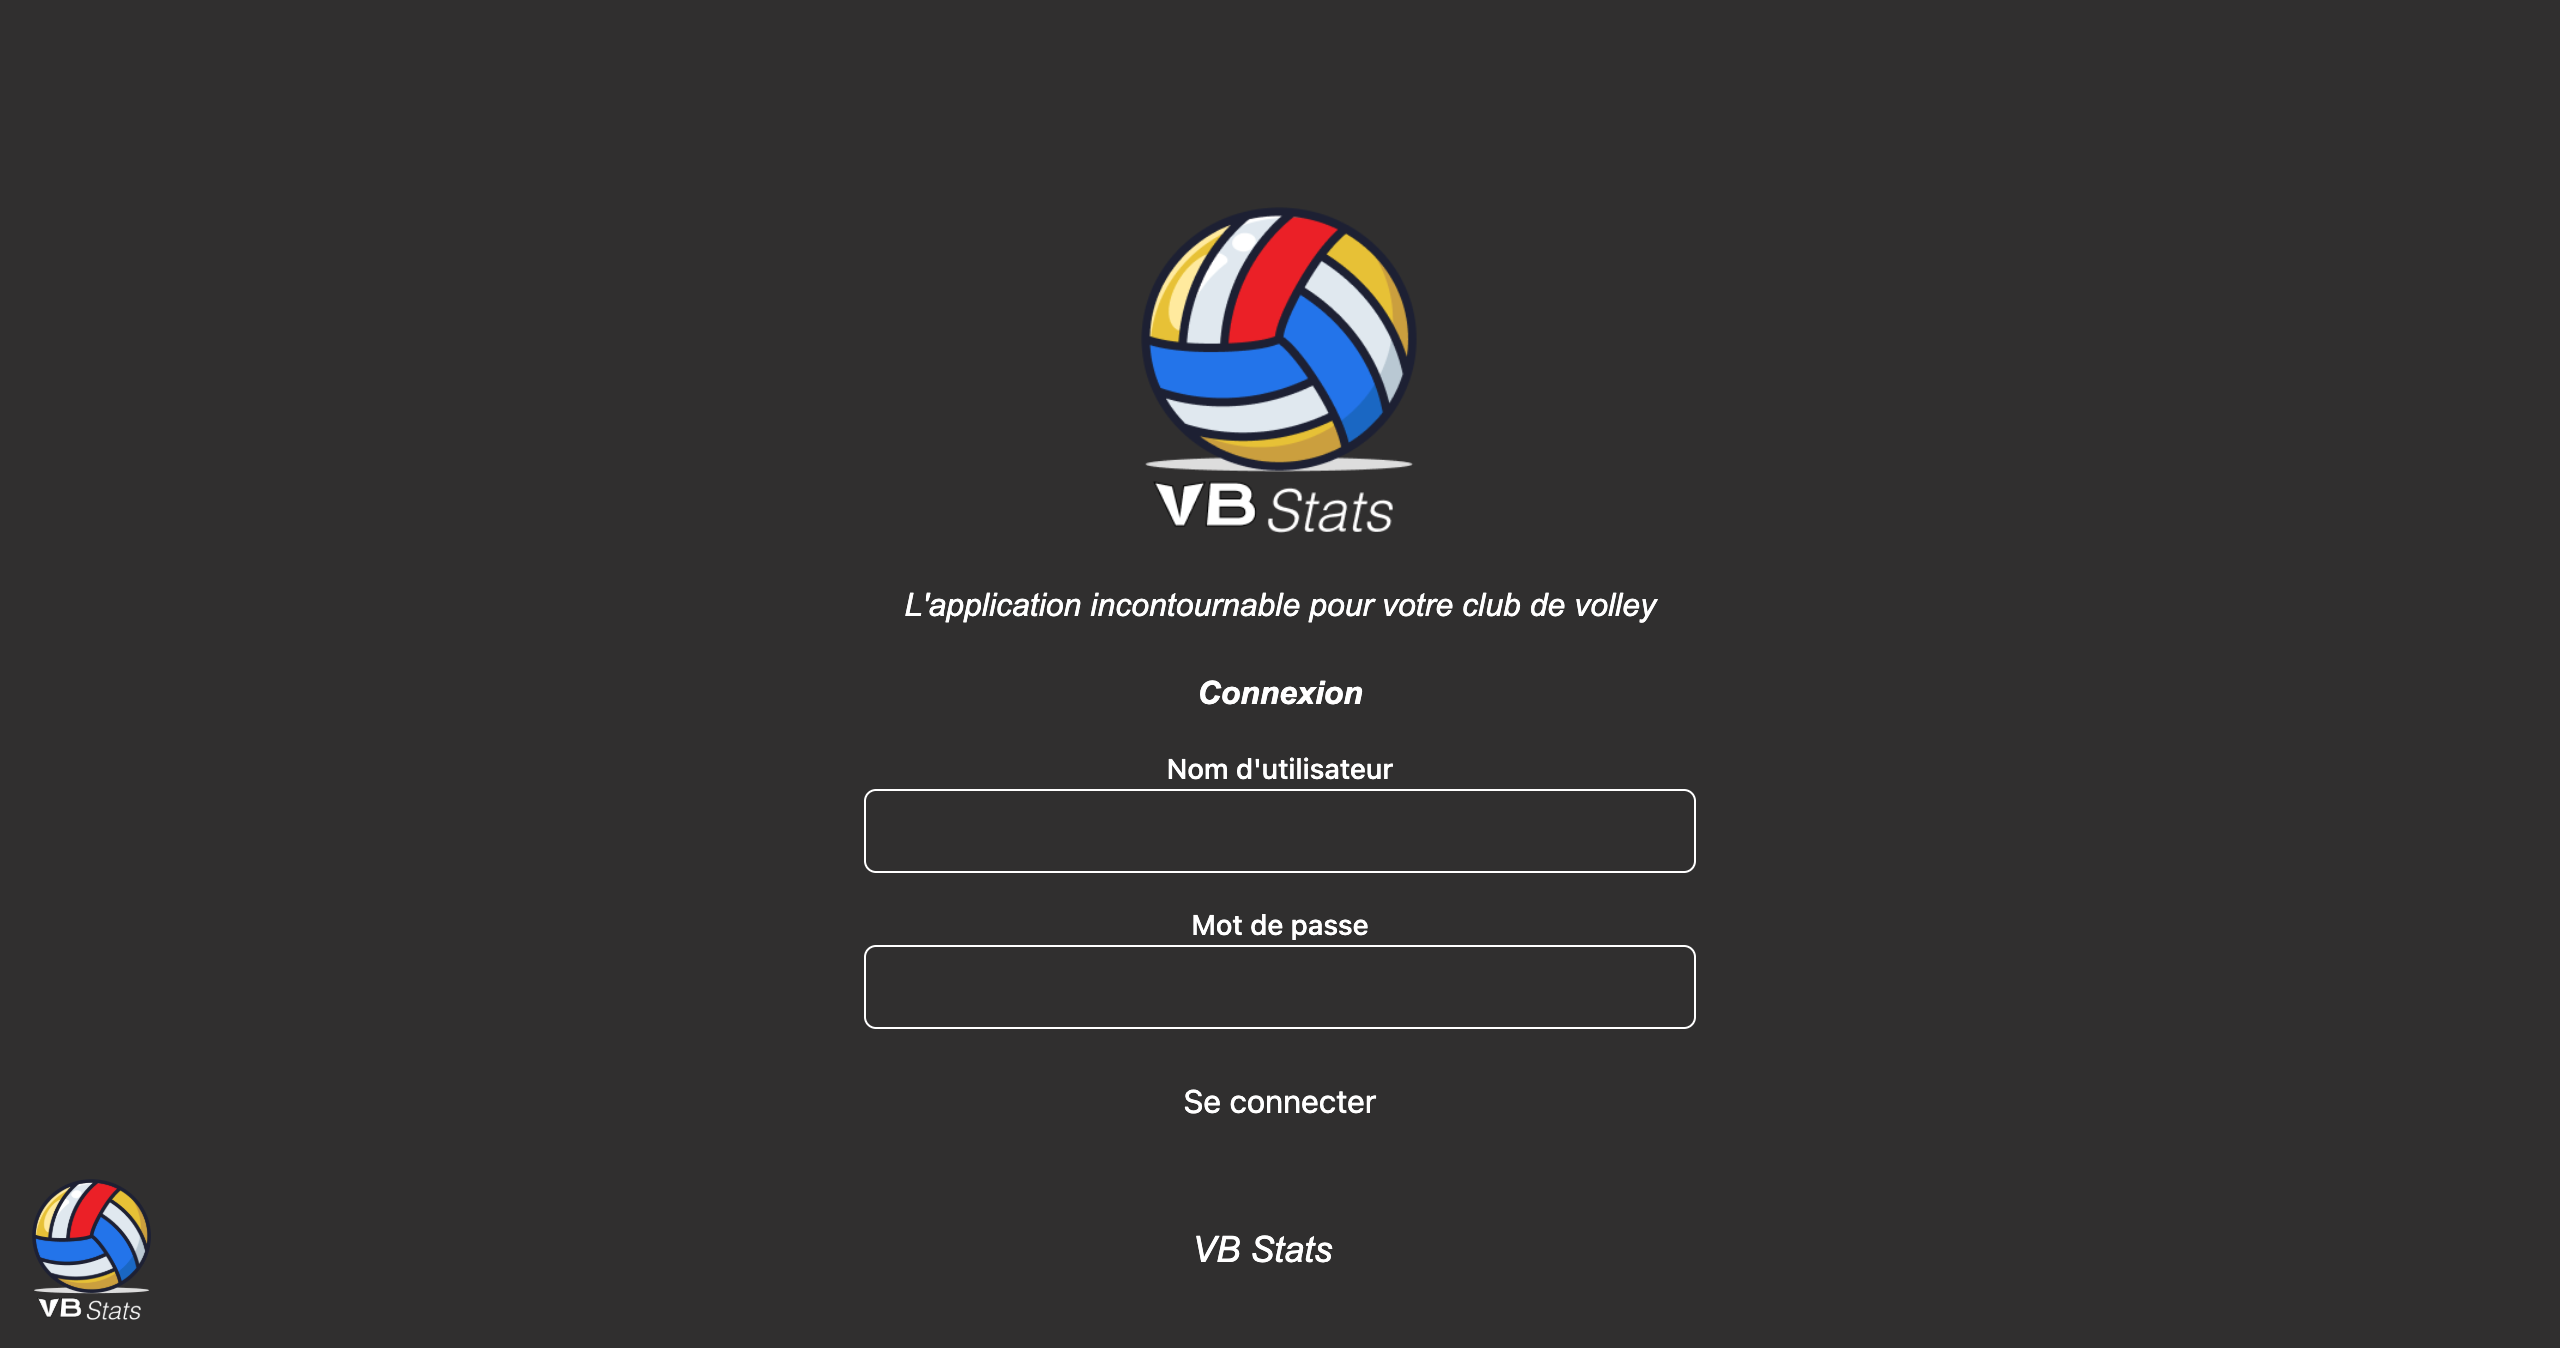 VB Stats
L'application incontournable pour votre club de volley
Connexion
Nom d'utilisateur
Mot de passe
Se connecter
VB Stats
VB Stats